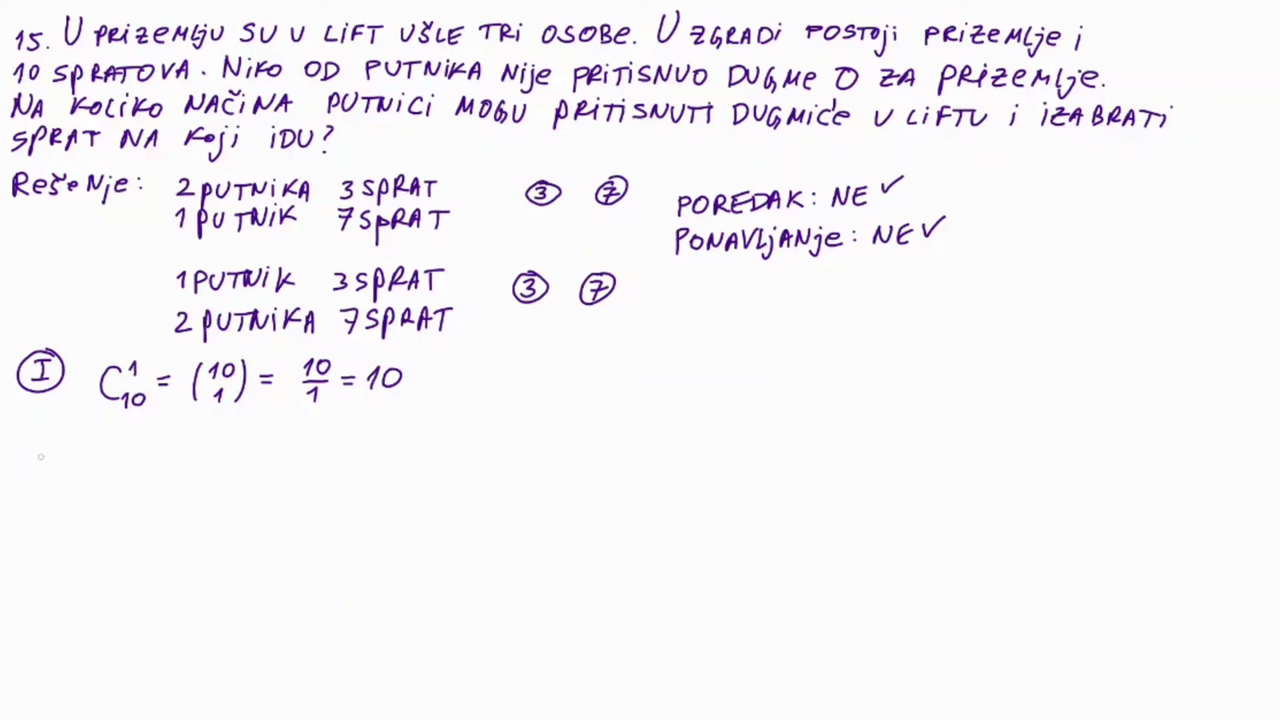 15. U PRIZEMLJU SU U LIFT UŠLE TRI OSOBE. U ZGRADI POSTOJI PRIZEMLJE I
10 SPRATOVA. NIKO OD PUTNIKA NIJE PRITISNUO DUGME 0 ZA PRIZEMLJE.
NA KOLIKO NAČINA PUTNICI MOGU PRITISNUTI DUGMIĆE U LIFTU I IZABRATI
SPRAT NA KOJI IDU?
REŠENJE: 2 PUTNIKA 3 SPRAT 3 7 POREDAK: NE ✓
1 PUTNIK 7 SPRAT PONAVLJANJE: NE ✓
1 PUTNIK 3 SPRAT 3 7
2 PUTNIKA 7 SPRAT
I C₁₀¹ = (10 1) = 10/1 = 10